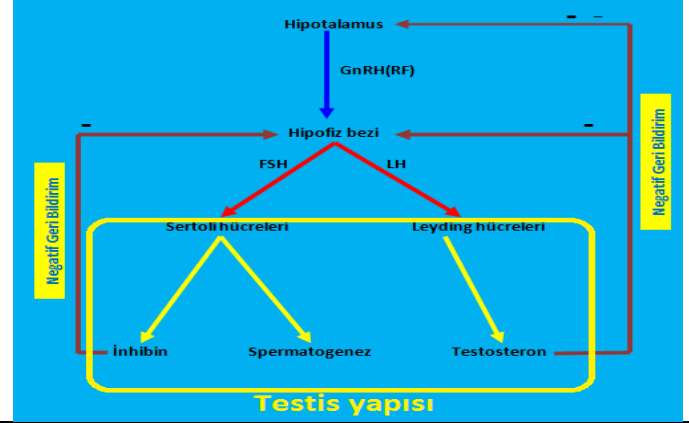 Hipotalamus
GnRH(RF)
Hipofiz bezi
FSH
LH
Negatif Geri Bildirim
Negatif Geri Bildirim
Sertoli hücreleri
Leyding hücreleri
İnhibin
Spermatogenez
Testosteron
Testis yapısı